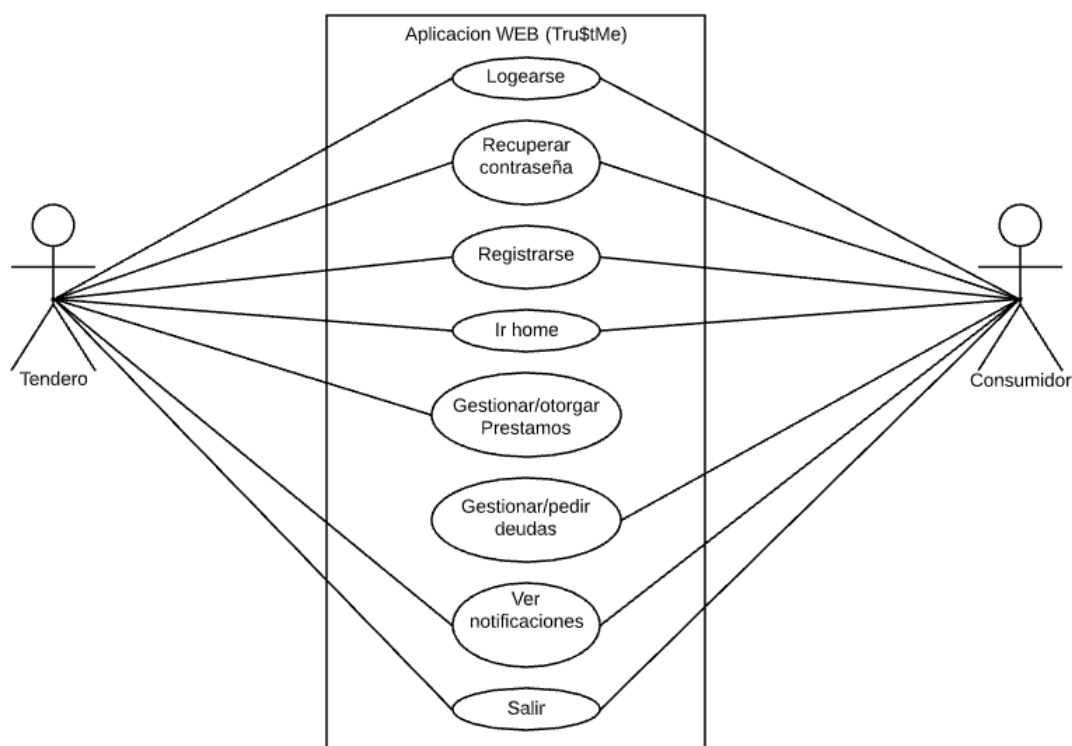 Aplicacion WEB (Tru$tMe)
Logearse
Recuperar
contraseña
Registrarse
Ir home
Tendero
Consumidor
Gestionar/otorgar
Prestamos
Gestionar/pedir
deudas
Ver
notificaciones
Salir